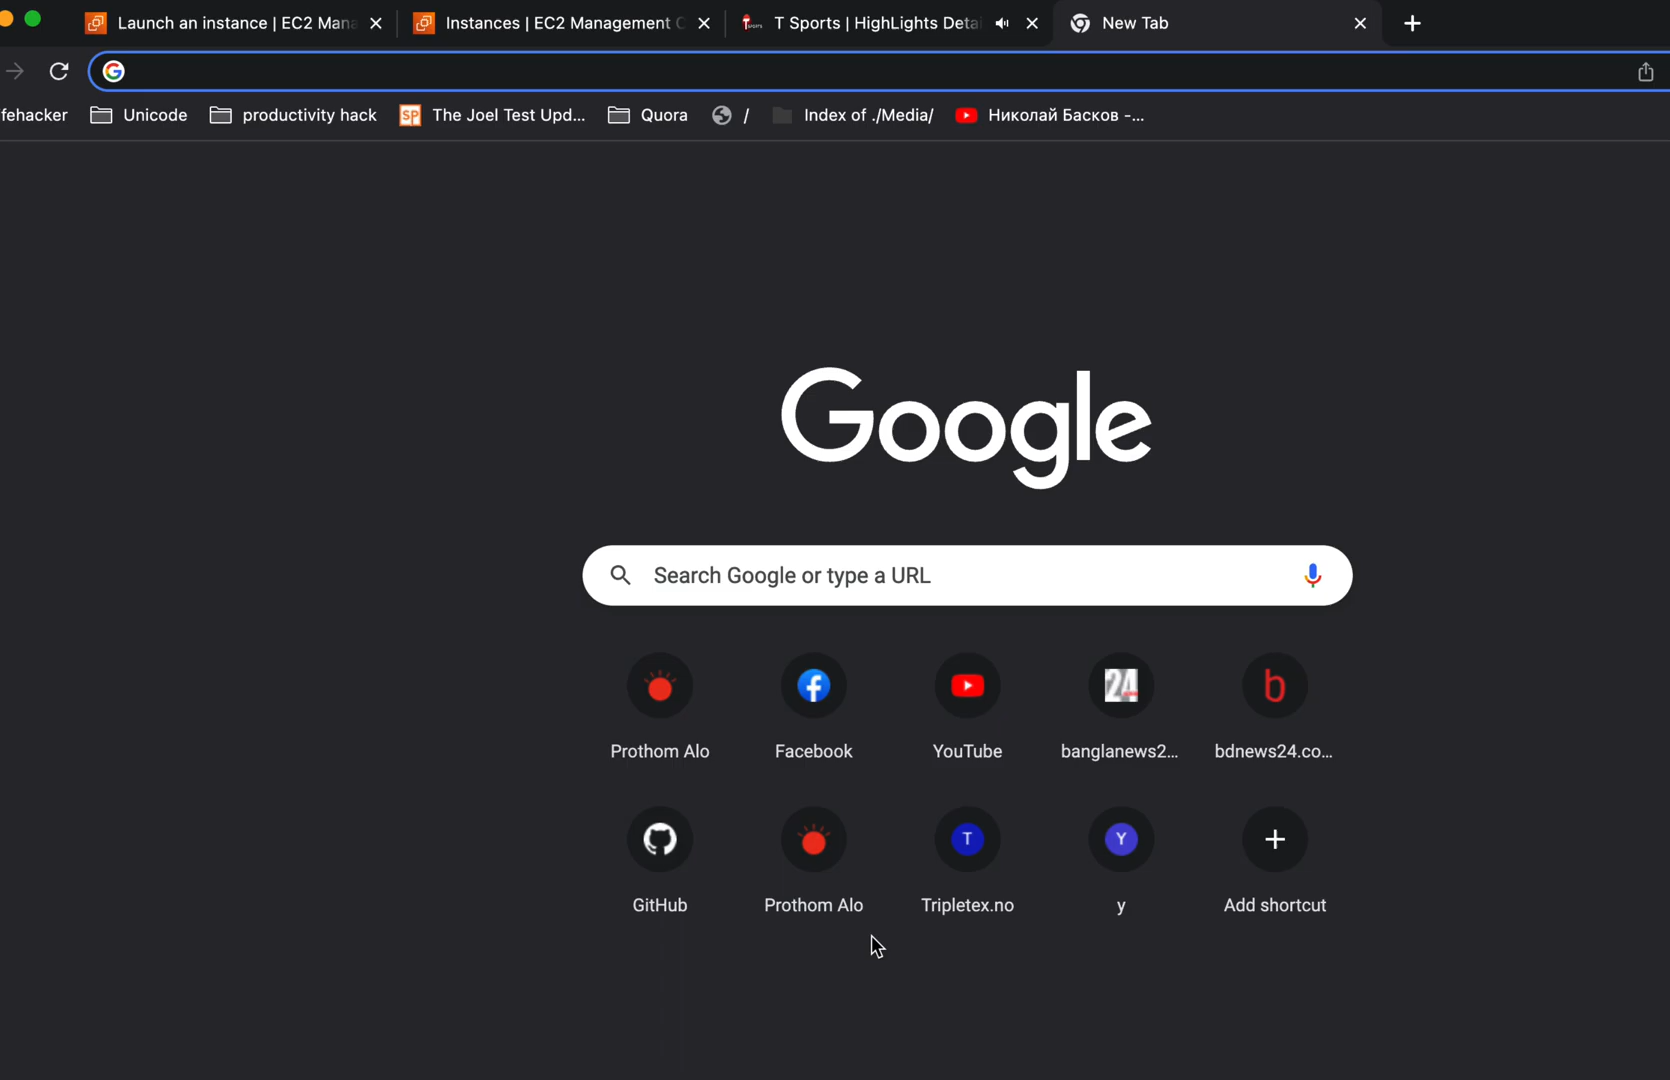 Launch an instance | EC2 Mana
Instances | EC2 Management C
T Sports | HighLights Detai
New Tab
fehacker
Unicode
productivity hack
SP
The Joel Test Upd...
Quora
/
Index of ./Media/
Николай Басков -...
Google
Search Google or type a URL
24
b
Prothom Alo
Facebook
YouTube
banglanews2...
bdnews24.co...
T
Y
GitHub
Prothom Alo
Tripletex.no
y
Add shortcut